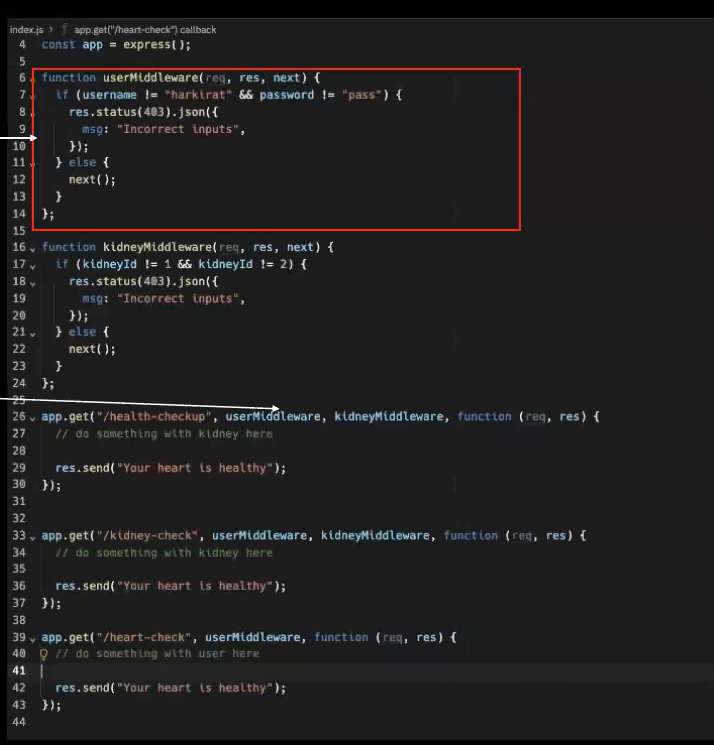 index.js > app.get("/heart-check") callback
4 const app = express();
5
6 function userMiddleware(req, res, next) {
7 if (username != "harkirat" && password != "pass") {
8 res.status(403).json({
9 msg: "Incorrect inputs",
10 });
11 } else {
12 next();
13 }
14 };
15
16 function kidneyMiddleware(req, res, next) {
17 if (kidneyId != 1 && kidneyId != 2) {
18 res.status(403).json({
19 msg: "Incorrect inputs",
20 });
21 } else {
22 next();
23 }
24 };
25
26 app.get("/health-checkup", userMiddleware, kidneyMiddleware, function (req, res) {
27 // do something with kidney here
28
29 res.send("Your heart is healthy");
30 });
31
32
33 app.get("/kidney-check", userMiddleware, kidneyMiddleware, function (req, res) {
34 // do something with kidney here
35
36 res.send("Your heart is healthy");
37 });
38
39 app.get("/heart-check", userMiddleware, function (req, res) {
40 // do something with user here
41
42 res.send("Your heart is healthy");
43 });
44